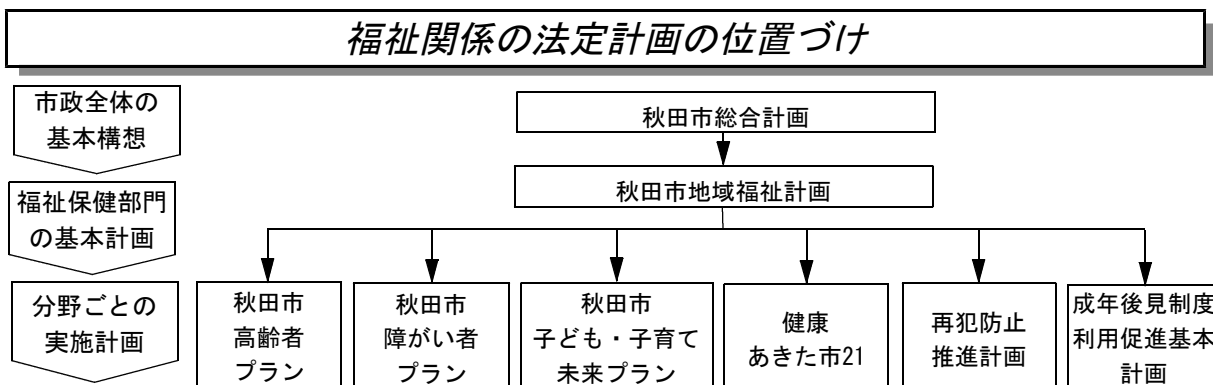 福祉関係の法定計画の位置づけ
市政全体の
基本構想
秋田市総合計画
福祉保健部門
の基本計画
秋田市地域福祉計画
分野ごとの
実施計画
秋田市
高齢者
プラン
秋田市
障がい者
プラン
秋田市
子ども・子育て
未来プラン
健康
あきた市21
再犯防止
推進計画
成年後見制度
利用促進基本
計画